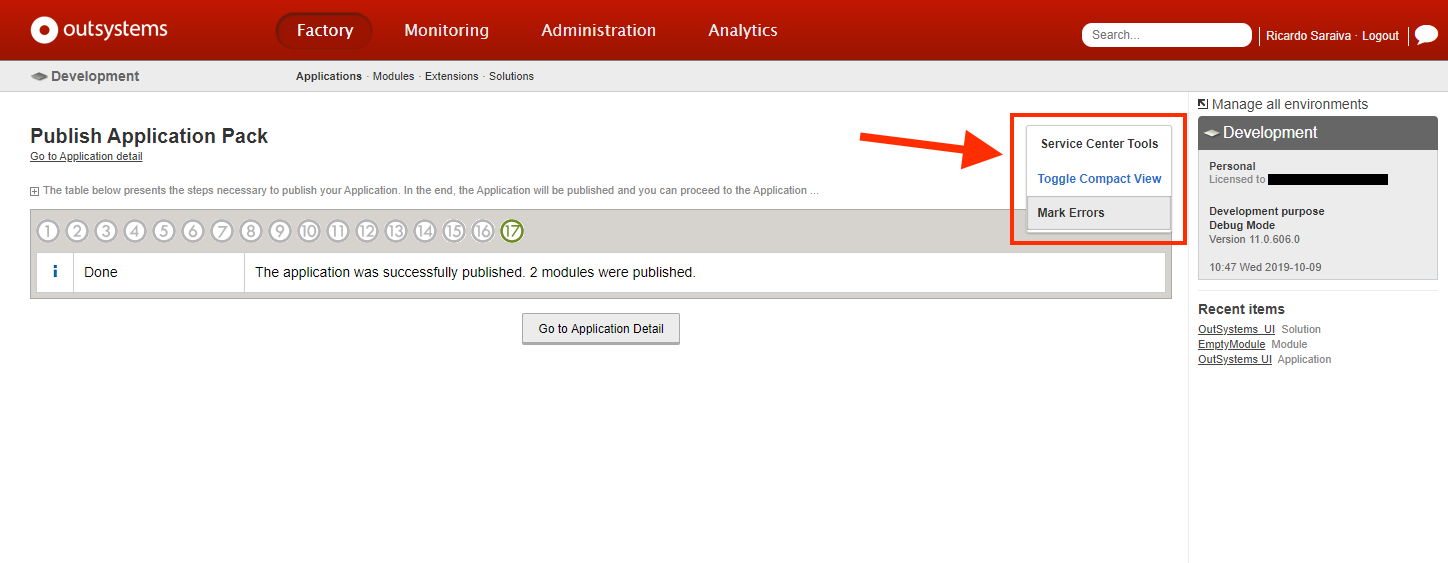 outsystems
Factory
Monitoring
Administration
Analytics
Search...
Ricardo Saraiva · Logout
Development
Applications · Modules · Extensions · Solutions
Publish Application Pack
Go to Application detail
The table below presents the steps necessary to publish your Application. In the end, the Application will be published and you can proceed to the Application ...
Service Center Tools
Toggle Compact View
Mark Errors
1 2 3 4 5 6 7 8 9 10 11 12 13 14 15 16 17
i Done The application was successfully published. 2 modules were published.
Go to Application Detail
Manage all environments
Development
Personal
Licensed to
Development purpose
Debug Mode
Version 11.0.606.0
10:47 Wed 2019-10-09
Recent items
OutSystems_UI Solution
EmptyModule Module
OutSystems UI Application